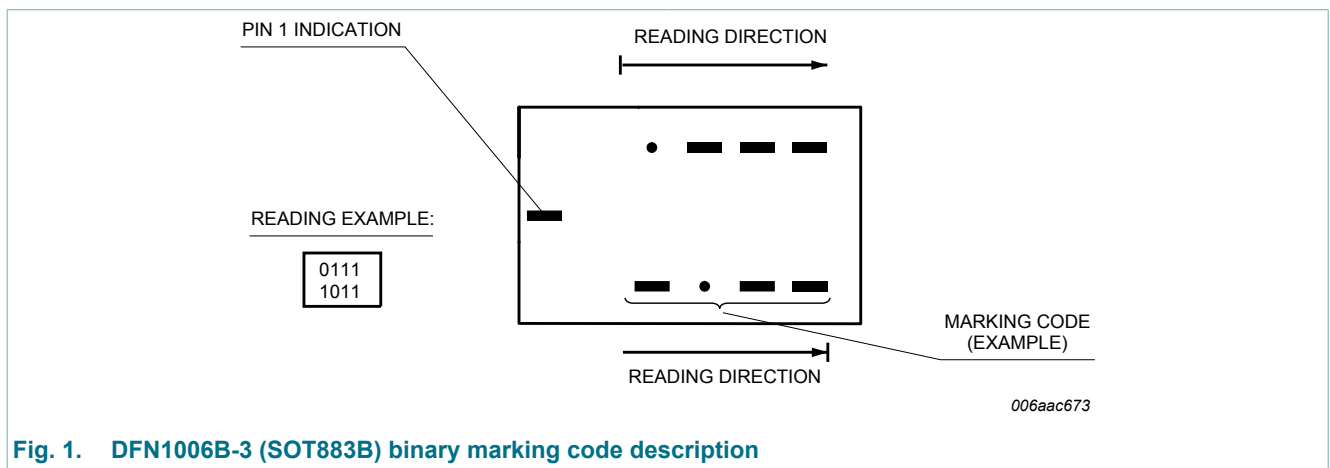 PIN 1 INDICATION
READING DIRECTION
READING EXAMPLE:
0111
1011
MARKING CODE
(EXAMPLE)
READING DIRECTION
006aac673
Fig. 1. DFN1006B-3 (SOT883B) binary marking code description